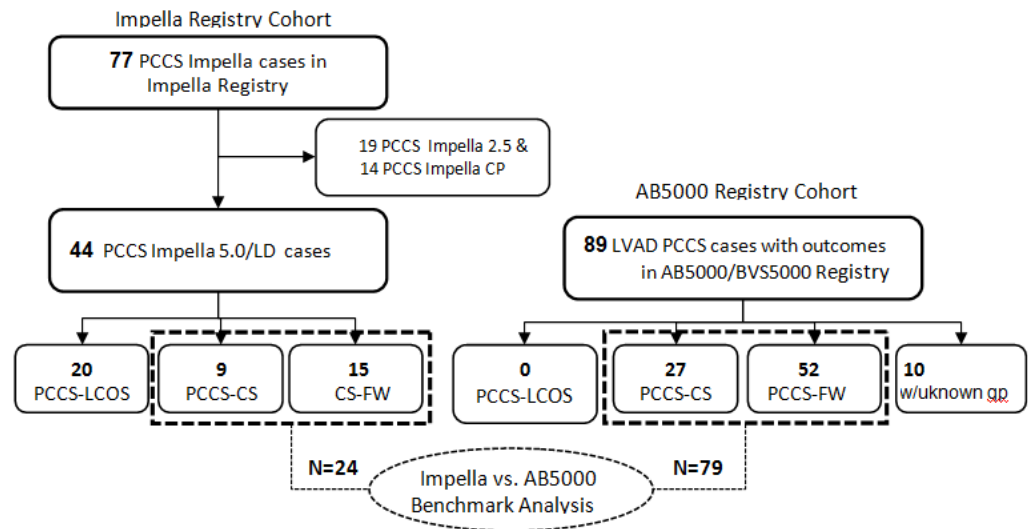 Impella Registry Cohort
77 PCCS Impella cases in
Impella Registry
19 PCCS Impella 2.5 &
14 PCCS Impella CP
44 PCCS Impella 5.0/LD cases
20
PCCS-LCOS
9
PCCS-CS
15
CS-FW
AB5000 Registry Cohort
89 LVAD PCCS cases with outcomes
in AB5000/BVS5000 Registry
0
PCCS-LCOS
27
PCCS-CS
52
PCCS-FW
10
w/uknown gp
N=24
Impella vs. AB5000
Benchmark Analysis
N=79